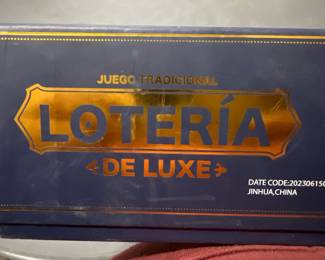 JUEGO TRADICIONAL
LOTERÍA
DE LUXE
DATE CODE:20230615
JINHUA,CHINA